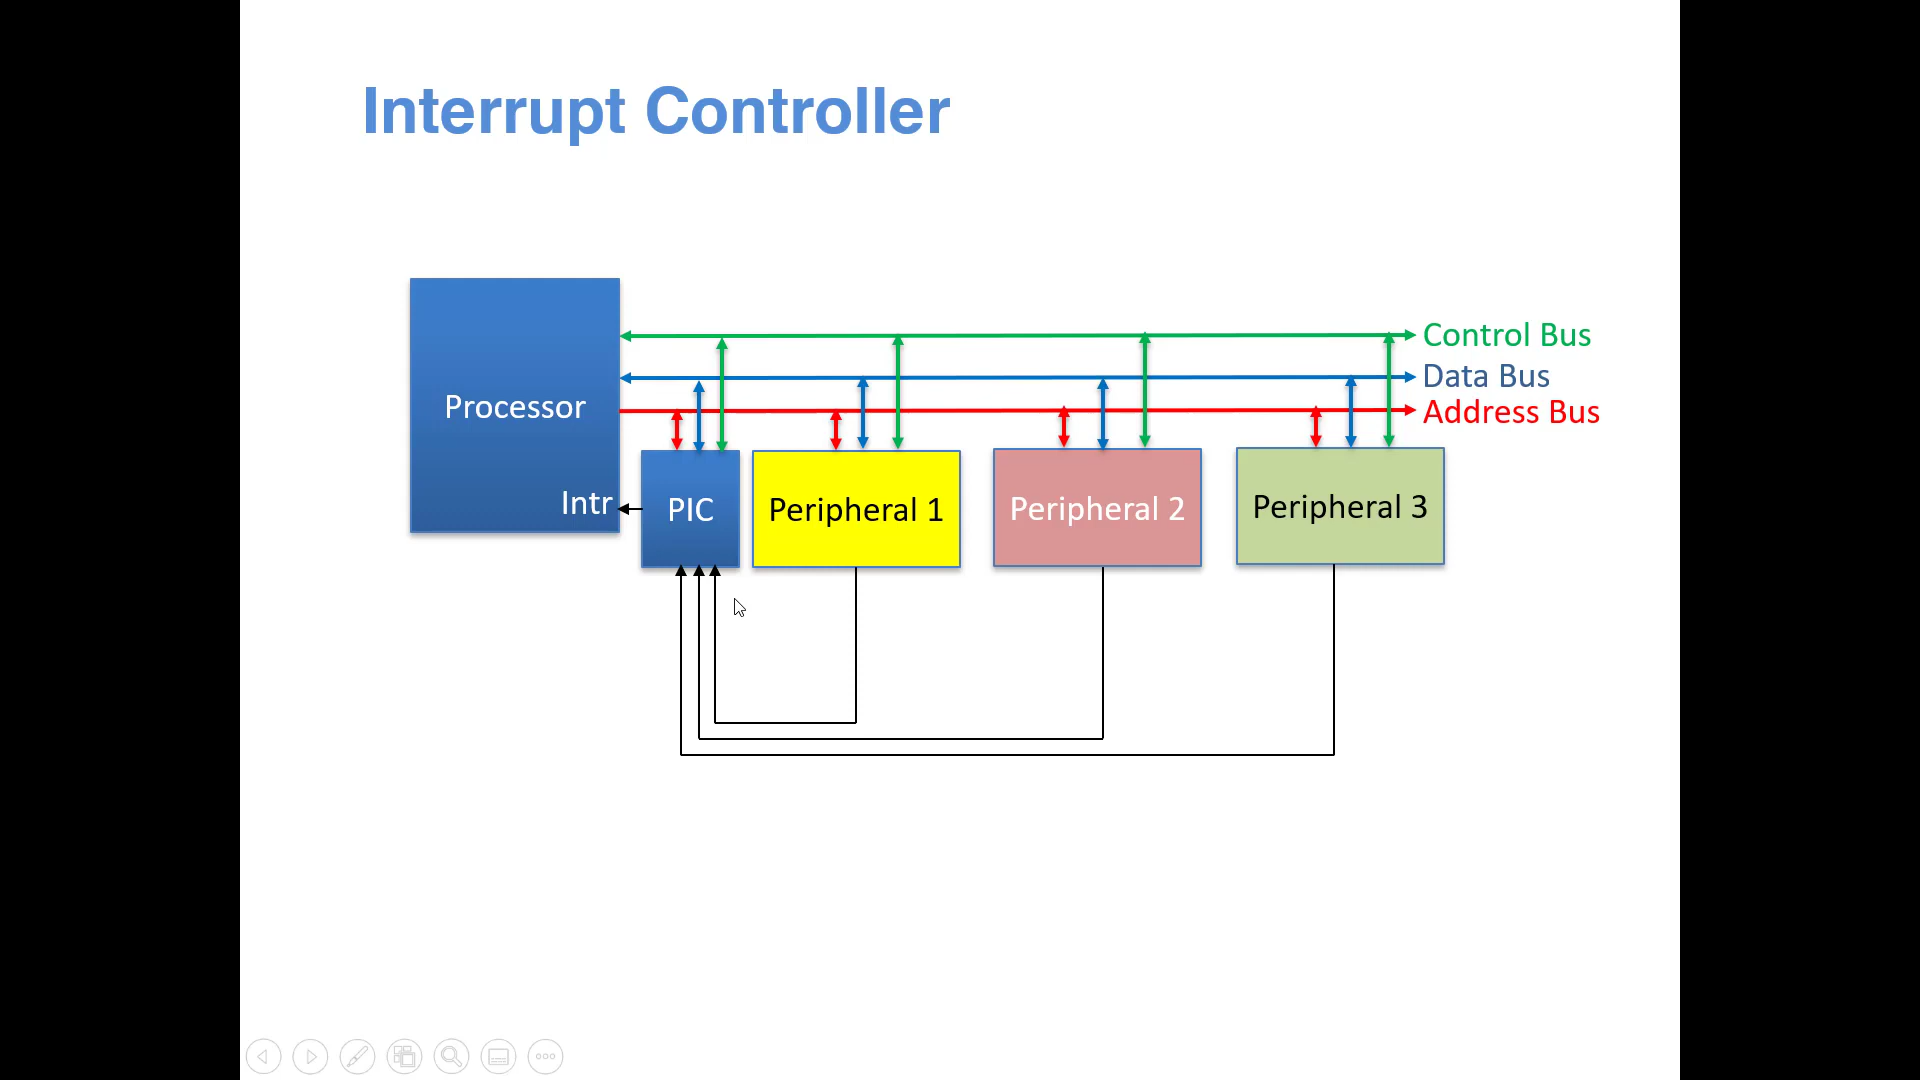 Interrupt Controller
Control Bus
Data Bus
Address Bus
Processor
Intr
PIC
Peripheral 1
Peripheral 2
Peripheral 3